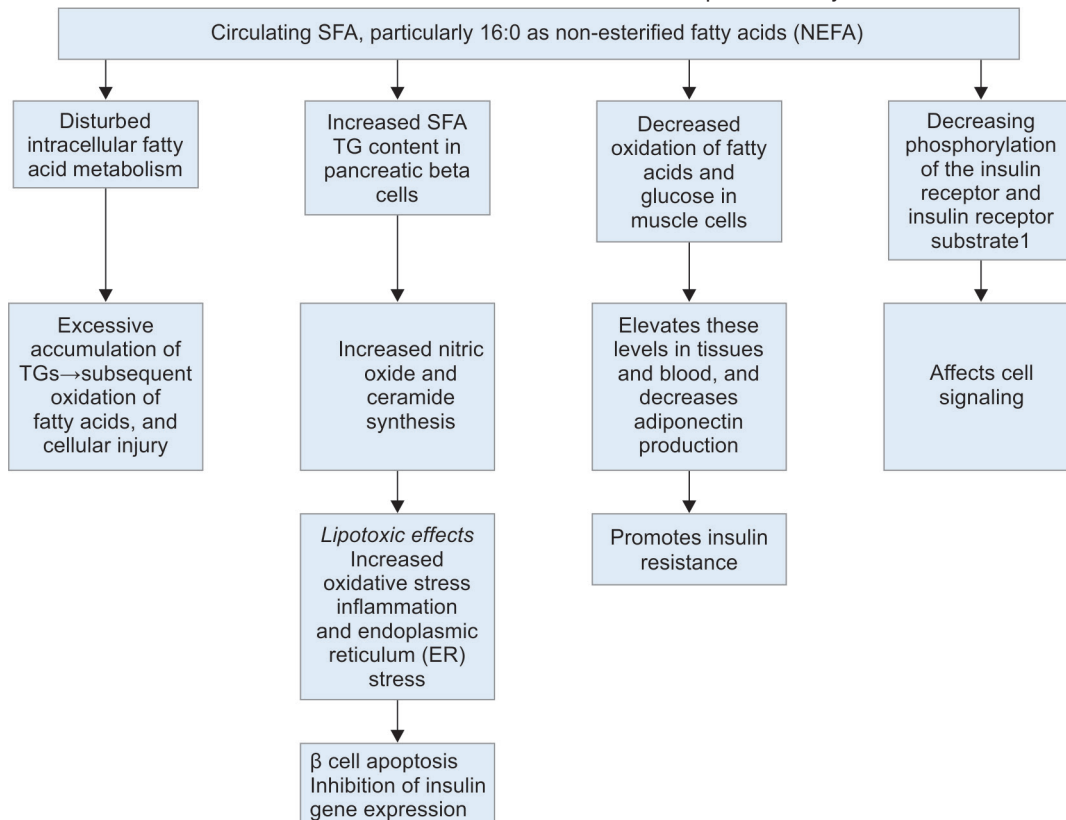 Circulating SFA, particularly 16:0 as non-esterified fatty acids (NEFA)
Disturbed
intracellular fatty
acid metabolism
Excessive
accumulation of
TGs→subsequent
oxidation of
fatty acids, and
cellular injury
Increased SFA
TG content in
pancreatic beta
cells
Increased nitric
oxide and
ceramide
synthesis
Lipotoxic effects
Increased
oxidative stress
inflammation
and endoplasmic
reticulum (ER)
stress
β cell apoptosis
Inhibition of insulin
gene expression
Decreased
oxidation of fatty
acids and
glucose in
muscle cells
Elevates these
levels in tissues
and blood, and
decreases
adiponectin
production
Promotes insulin
resistance
Decreasing
phosphorylation
of the insulin
receptor and
insulin receptor
substrate1
Affects cell
signaling